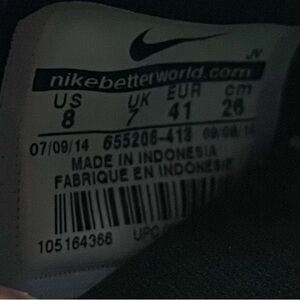 JV
nikebetterworld.com
US UK EUR cm
8 7 41 26
07/09/14 655206-413 09/08/14
MADE IN INDONESIA
FABRIQUE EN INDONESIE
105164366 UPC